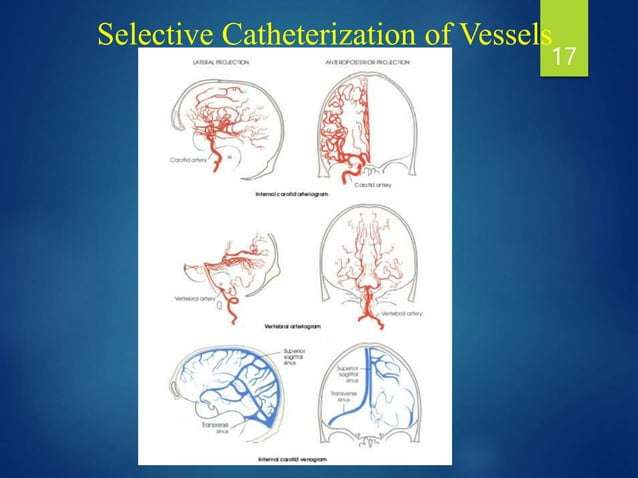 Selective Catheterization of Vessels
17
LATERAL PROJECTION
ANTEROPOSTERIOR PROJECTION
Carotid artery
Carotid artery
Internal carotid arteriogram
Vertebral artery
Vertebral artery
Vertebral arteriogram
Superior
sagittal
sinus
Transverse
sinus
Superior
sagittal
sinus
Transverse
sinus
Internal carotid venogram